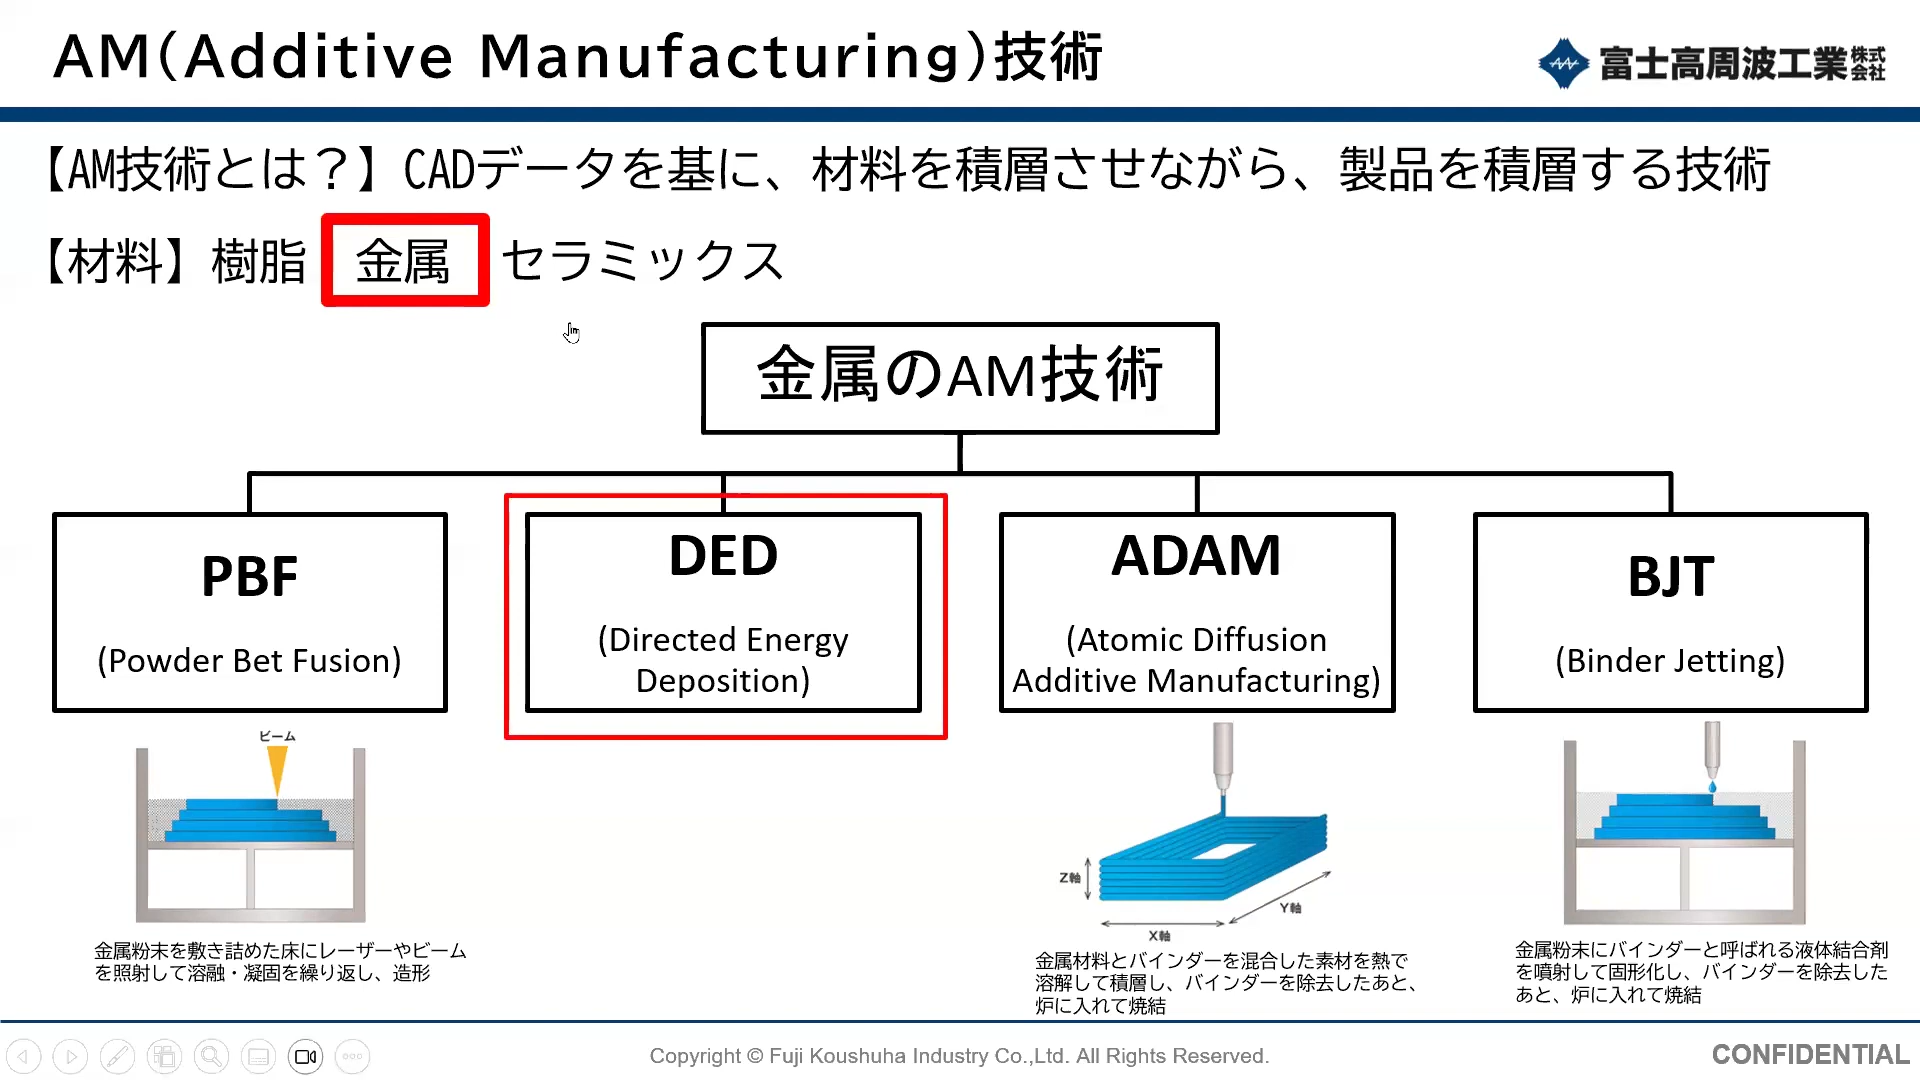 AM(Additive Manufacturing)技術
富士高周波工業株式会社
【AM技術とは？】CADデータを基に、材料を積層させながら、製品を積層する技術
【材料】樹脂 金属 セラミックス
金属のAM技術
PBF
(Powder Bet Fusion)
DED
(Directed Energy
Deposition)
ADAM
(Atomic Diffusion
Additive Manufacturing)
BJT
(Binder Jetting)
ビーム
金属粉末を敷き詰めた床にレーザーやビーム
を照射して溶融・凝固を繰り返し、造形
Z軸
Y軸
X軸
金属材料とバインダーを混合した素材を熱で
溶解して積層し、バインダーを除去したあと、
炉に入れて焼結
金属粉末にバインダーと呼ばれる液体結合剤
を噴射して固形化し、バインダーを除去した
あと、炉に入れて焼結
Copyright © Fuji Koushuha Industry Co.,Ltd. All Rights Reserved.
CONFIDENTIAL